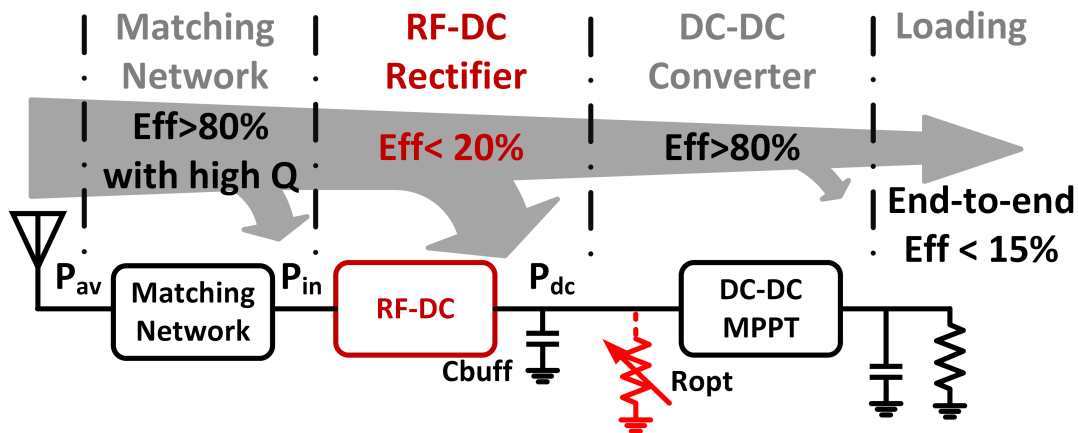 Matching
Network
RF-DC
Rectifier
DC-DC
Converter
Loading
Eff>80%
with high Q
Eff< 20%
Eff>80%
End-to-end
Eff < 15%
Pav
Matching
Network
Pin
RF-DC
Pdc
Cbuff
Ropt
DC-DC
MPPT